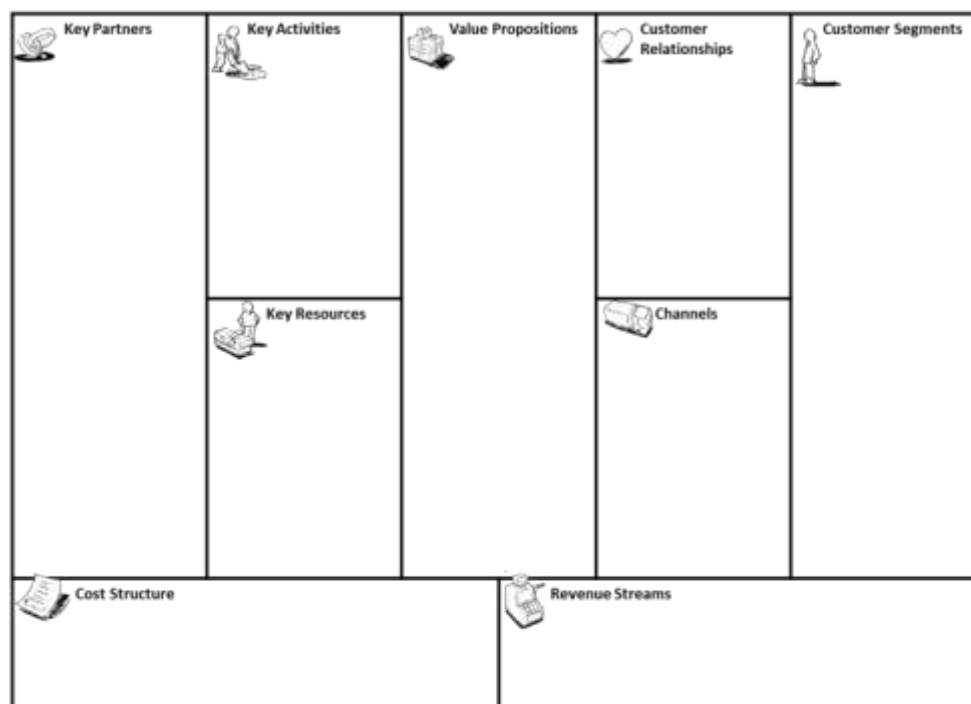 Key Partners
Key Activities
Value Propositions
Customer
Relationships
Customer Segments
Key Resources
Channels
Cost Structure
Revenue Streams